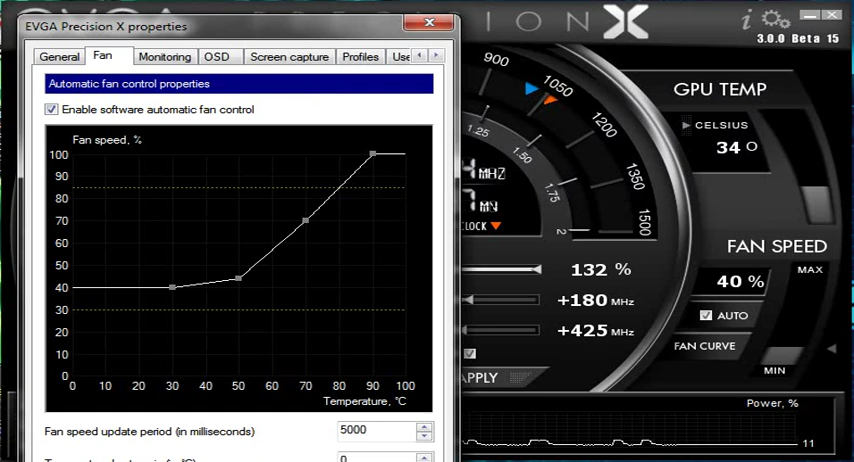 EVGA Precision X properties
General
Fan
Monitoring
OSD
Screen capture
Profiles
Automatic fan control properties
Enable software automatic fan control
Fan speed, %
100
90
80
70
60
50
40
30
20
10
0
0 10 20 30 40 50 60 70 80 90 100
Temperature, °C
Fan speed update period (in milliseconds)
5000
0
I O N X
i
3.0.0 Beta 15
900
1050
1200
1350
1500
1.25
1.50
1.75
2
MHZ
132 %
+180 MHz
+425 MHz
GPU TEMP
CELSIUS
34 O
FAN SPEED
MAX
40 %
AUTO
FAN CURVE
MIN
Power, %
11